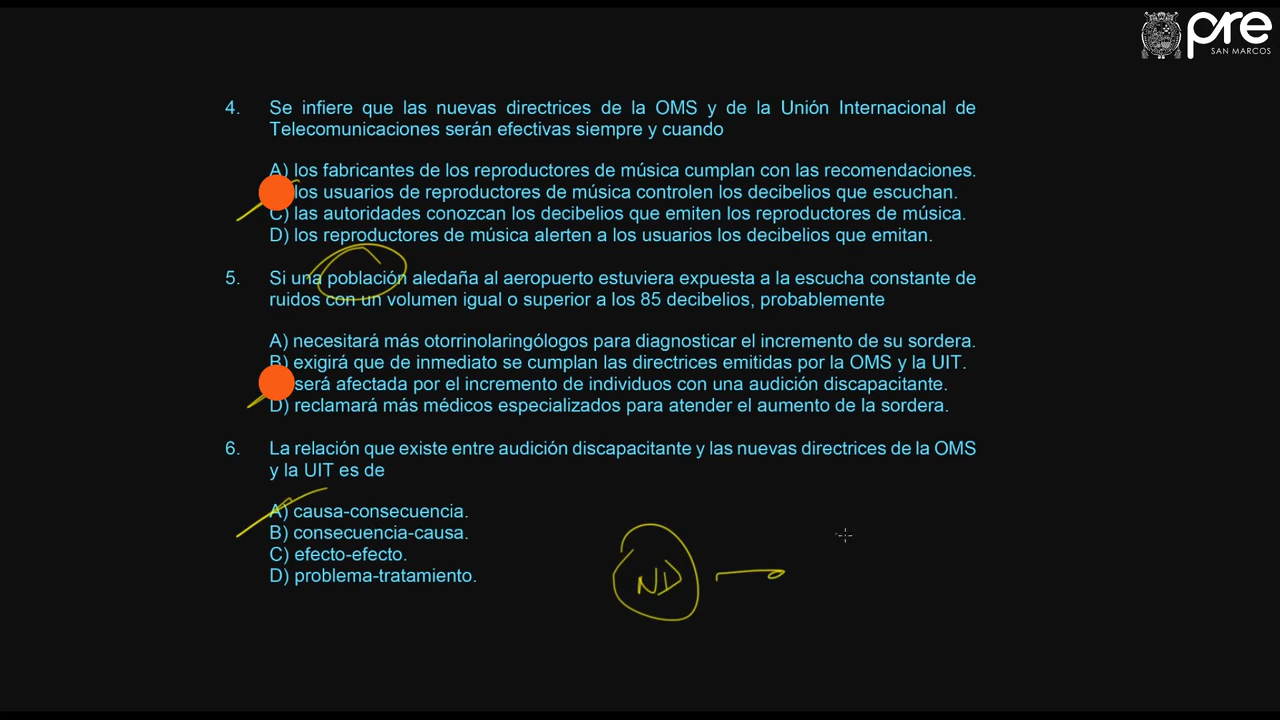 pre
SAN MARCOS
4. Se infiere que las nuevas directrices de la OMS y de la Unión Internacional de
Telecomunicaciones serán efectivas siempre y cuando
A) los fabricantes de los reproductores de música cumplan con las recomendaciones.
los usuarios de reproductores de música controlen los decibelios que escuchan.
C) las autoridades conozcan los decibelios que emiten los reproductores de música.
D) los reproductores de música alerten a los usuarios los decibelios que emitan.
5. Si una población aledaña al aeropuerto estuviera expuesta a la escucha constante de
ruidos con un volumen igual o superior a los 85 decibelios, probablemente
A) necesitará más otorrinolaringólogos para diagnosticar el incremento de su sordera.
B) exigirá que de inmediato se cumplan las directrices emitidas por la OMS y la UIT.
será afectada por el incremento de individuos con una audición discapacitante.
D) reclamará más médicos especializados para atender el aumento de la sordera.
6. La relación que existe entre audición discapacitante y las nuevas directrices de la OMS
y la UIT es de
A) causa-consecuencia.
B) consecuencia-causa.
C) efecto-efecto.
D) problema-tratamiento.
ND